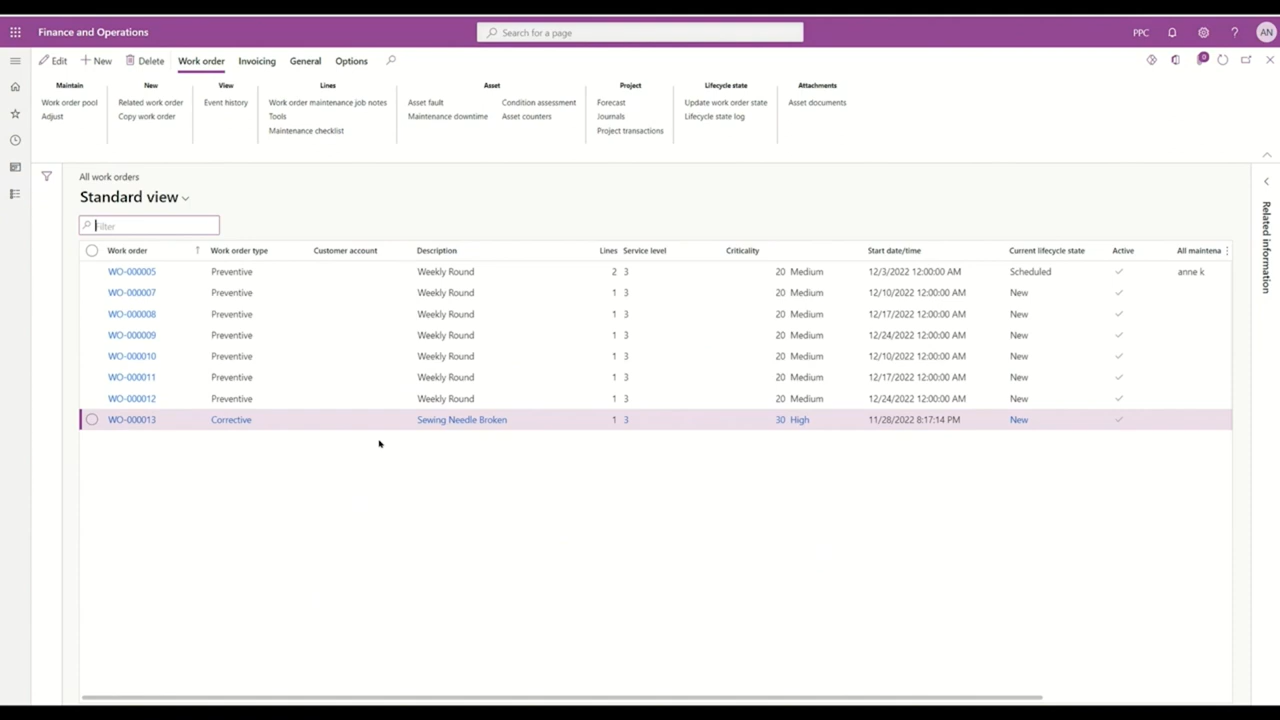 Finance and Operations
Search for a page
PPC
AN
Edit
New
Delete
Work order
Invoicing
General
Options
0
Maintain
New
View
Lines
Asset
Project
Lifecycle state
Attachments
Work order pool
Related work order
Event history
Work order maintenance job notes
Asset fault
Condition assessment
Forecast
Update work order state
Asset documents
Adjust
Copy work order
Tools
Maintenance downtime
Asset counters
Journals
Lifecycle state log
Maintenance checklist
Project transactions
All work orders
Standard view
Filter
Related information
Work order Work order type Customer account Description Lines Service level Criticality Start date/time Current lifecycle state Active All maintena
WO-000005 Preventive Weekly Round 2 3 20 Medium 12/3/2022 12:00:00 AM Scheduled anne k
WO-000007 Preventive Weekly Round 1 3 20 Medium 12/10/2022 12:00:00 AM New
WO-000008 Preventive Weekly Round 1 3 20 Medium 12/17/2022 12:00:00 AM New
WO-000009 Preventive Weekly Round 1 3 20 Medium 12/24/2022 12:00:00 AM New
WO-000010 Preventive Weekly Round 1 3 20 Medium 12/10/2022 12:00:00 AM New
WO-000011 Preventive Weekly Round 1 3 20 Medium 12/17/2022 12:00:00 AM New
WO-000012 Preventive Weekly Round 1 3 20 Medium 12/24/2022 12:00:00 AM New
WO-000013 Corrective Sewing Needle Broken 1 3 30 High 11/28/2022 8:17:14 PM New